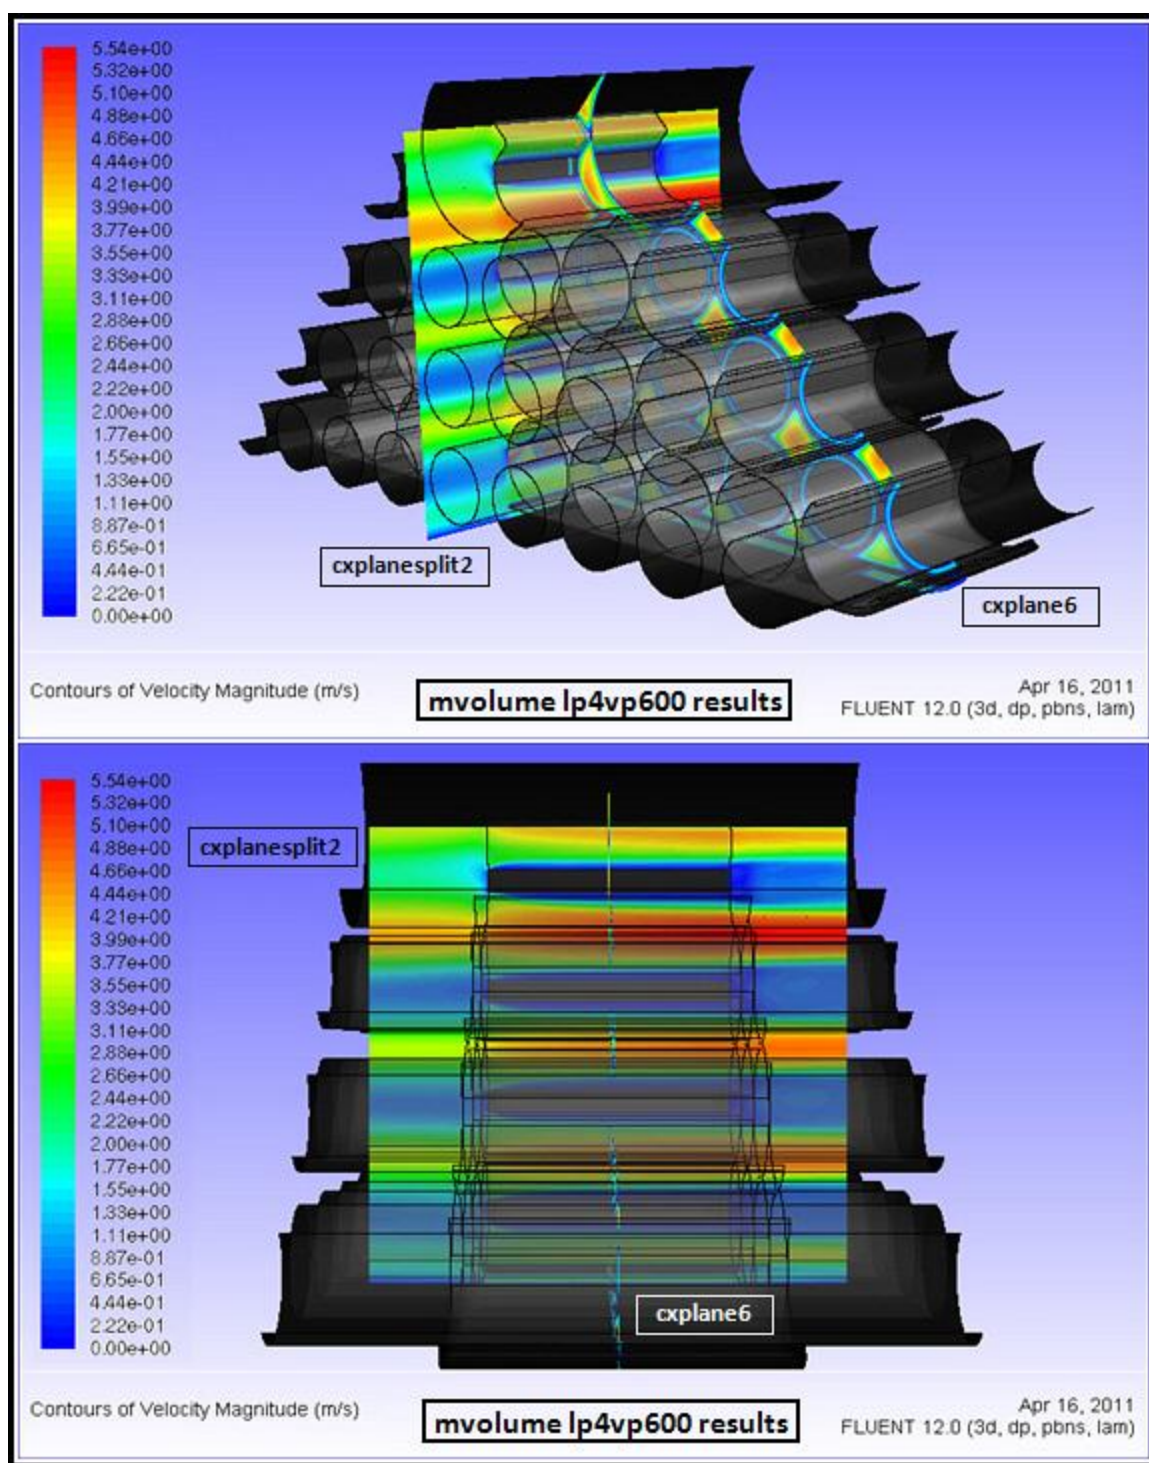 5.54e+00
5.32e+00
5.10e+00
4.88e+00
4.66e+00
4.44e+00
4.21e+00
3.99e+00
3.77e+00
3.55e+00
3.33e+00
3.11e+00
2.88e+00
2.66e+00
2.44e+00
2.22e+00
2.00e+00
1.77e+00
1.55e+00
1.33e+00
1.11e+00
8.87e-01
6.65e-01
4.44e-01
2.22e-01
0.00e+00
cxplanesplit2
cxplane6
Contours of Velocity Magnitude (m/s)
mvolume lp4vp600 results
Apr 16, 2011
FLUENT 12.0 (3d, dp, pbns, lam)
5.54e+00
5.32e+00
5.10e+00
4.88e+00
4.66e+00
4.44e+00
4.21e+00
3.99e+00
3.77e+00
3.55e+00
3.33e+00
3.11e+00
2.88e+00
2.66e+00
2.44e+00
2.22e+00
2.00e+00
1.77e+00
1.55e+00
1.33e+00
1.11e+00
8.87e-01
6.65e-01
4.44e-01
2.22e-01
0.00e+00
cxplanesplit2
cxplane6
Contours of Velocity Magnitude (m/s)
mvolume lp4vp600 results
Apr 16, 2011
FLUENT 12.0 (3d, dp, pbns, lam)